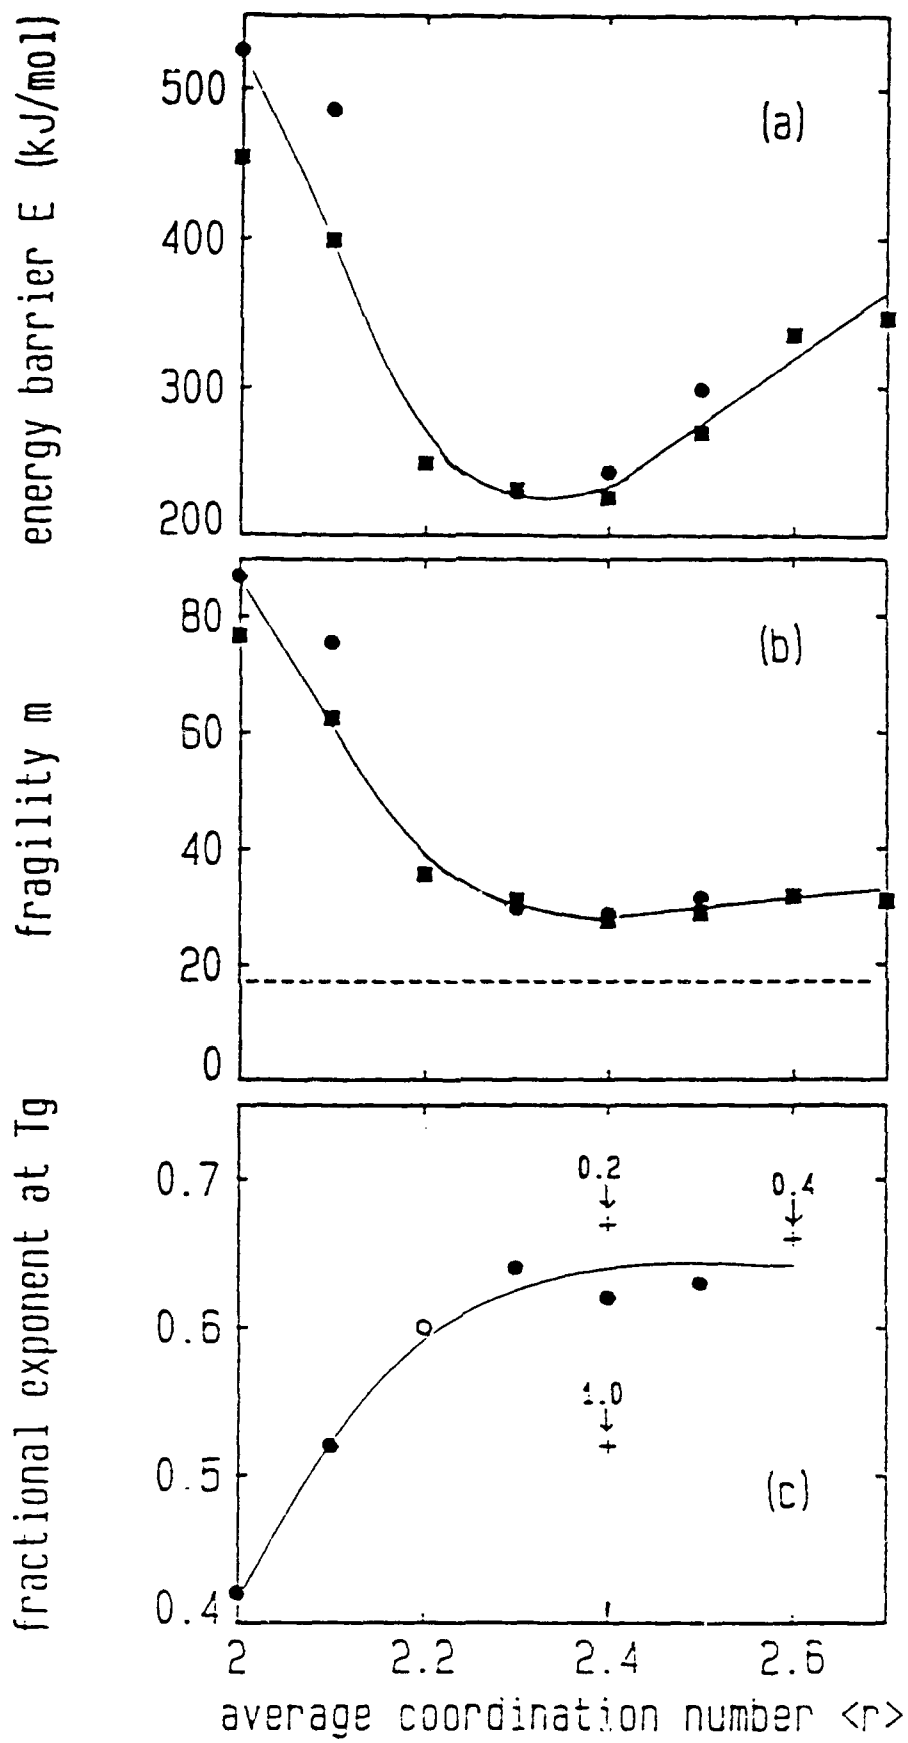 energy barrier E (kJ/mol)
500
400
300
200
(a)
fragility m
80
60
40
20
0
(b)
fractional exponent at Tg
0.7
0.6
0.5
0.4
0.2
0.4
1.0
(c)
2 2.2 2.4 2.6
average coordination number <r>